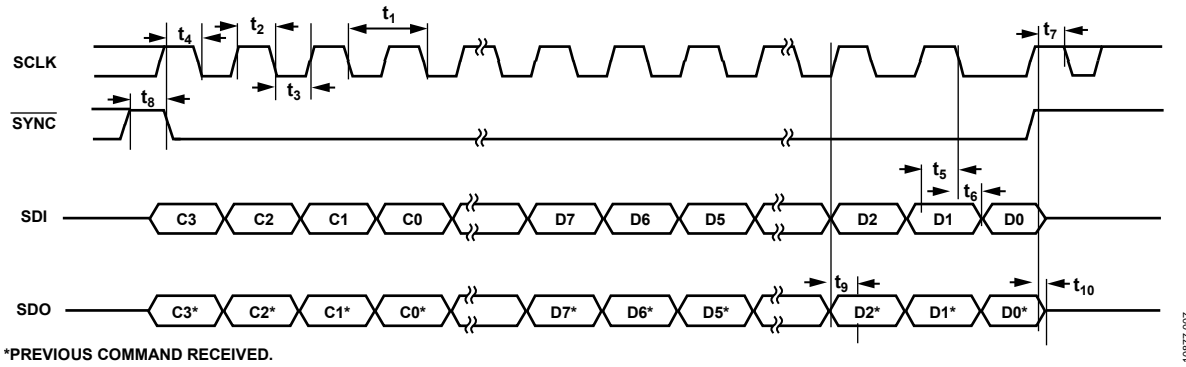 t4 t2 t1 t7
SCLK
t8 t3
SYNC
t5
t6
SDI C3 C2 C1 C0 D7 D6 D5 D2 D1 D0
t9
t10
SDO C3* C2* C1* C0* D7* D6* D5* D2* D1* D0*
*PREVIOUS COMMAND RECEIVED.